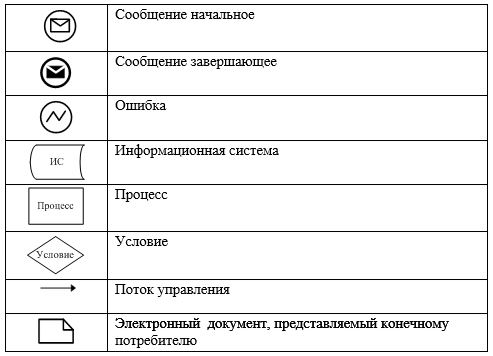 Сообщение начальное
Сообщение завершающее
Ошибка
ИС
Информационная система
Процесс
Процесс
Условие
Условие
Поток управления
Электронный документ, представляемый конечному
потребителю